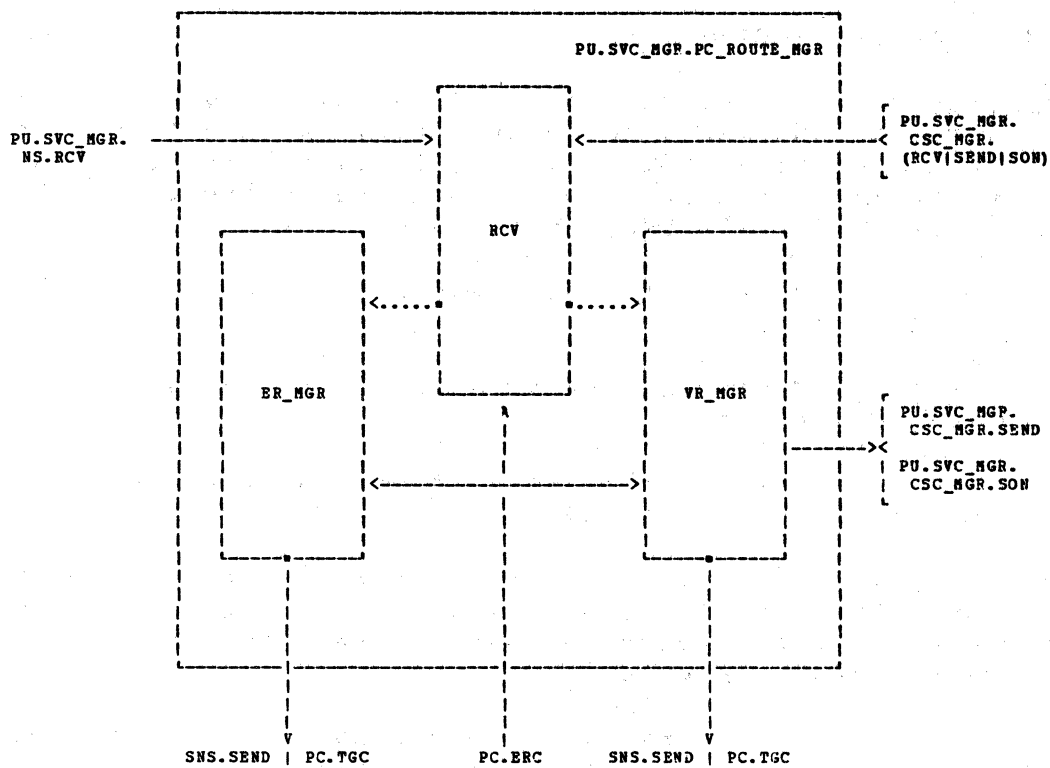 PU.SVC_MGR.PC_ROUTE_MGR
PU.SVC_MGR.
NS.RCV
PU.SVC_MGR.
CSC_MGR.
(RCV|SEND|SON)
RCV
ER_MGR
VR_MGR
PU.SVC_MGR.
CSC_MGR.SEND
PU.SVC_MGR.
CSC_MGR.SON
SNS.SEND | PC.TGC
PC.ERC
SNS.SEND | PC.TGC